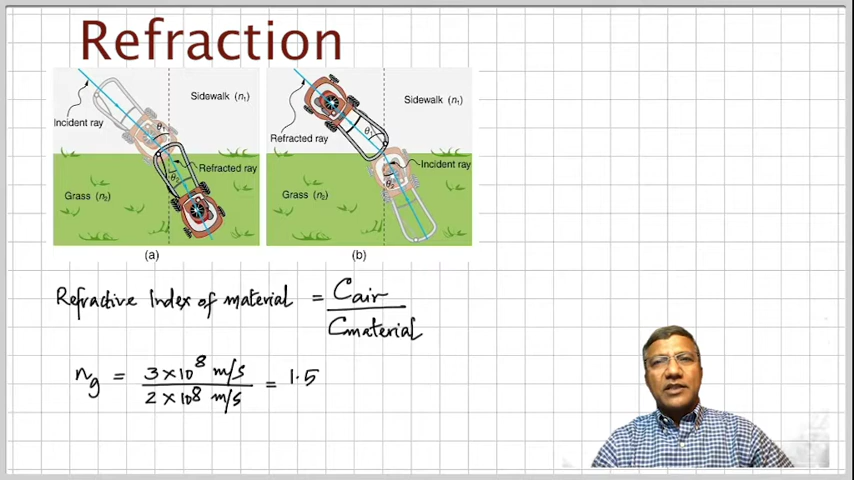 Refraction
Sidewalk (n1)
Incident ray
θ1
Refracted ray
θ2
Grass (n2)
(a)
Sidewalk (n1)
Refracted ray
θ1
Incident ray
θ2
Grass (n2)
(b)
Refractive Index of material = Cair / Cmaterial
ng = 3 × 10^8 m/s / 2 × 10^8 m/s = 1.5